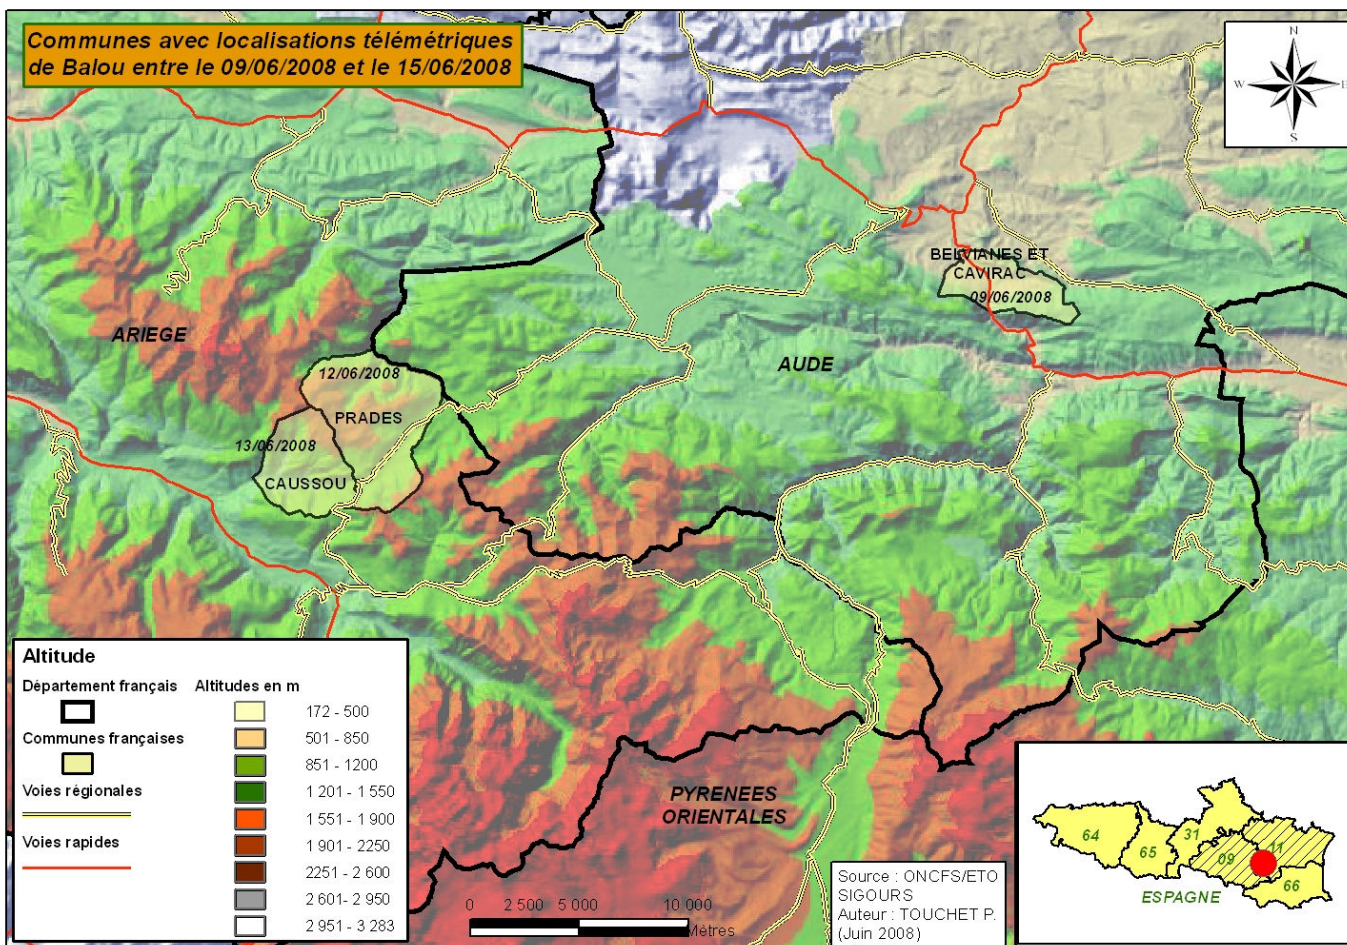 Communes avec localisations télémétriques
de Balou entre le 09/06/2008 et le 15/06/2008
N
W
E
S
BELVIANES ET
CAVIRAC
09/06/2008
ARIEGE
AUDE
12/06/2008
PRADES
13/06/2008
CAUSSOU
PYRENEES
ORIENTALES
Altitude
Département français
Altitudes en m
172 - 500
Communes françaises
501 - 850
851 - 1200
Voies régionales
1 201 - 1 550
1 551 - 1 900
Voies rapides
1 901 - 2250
2251 - 2 600
2 601- 2 950
2 951 - 3 283
0 2 500 5 000 10 000
Mètres
Source : ONCFS/ETO
SIGOURS
Auteur : TOUCHET P.
(Juin 2008)
64
65
31
09
11
66
ESPAGNE